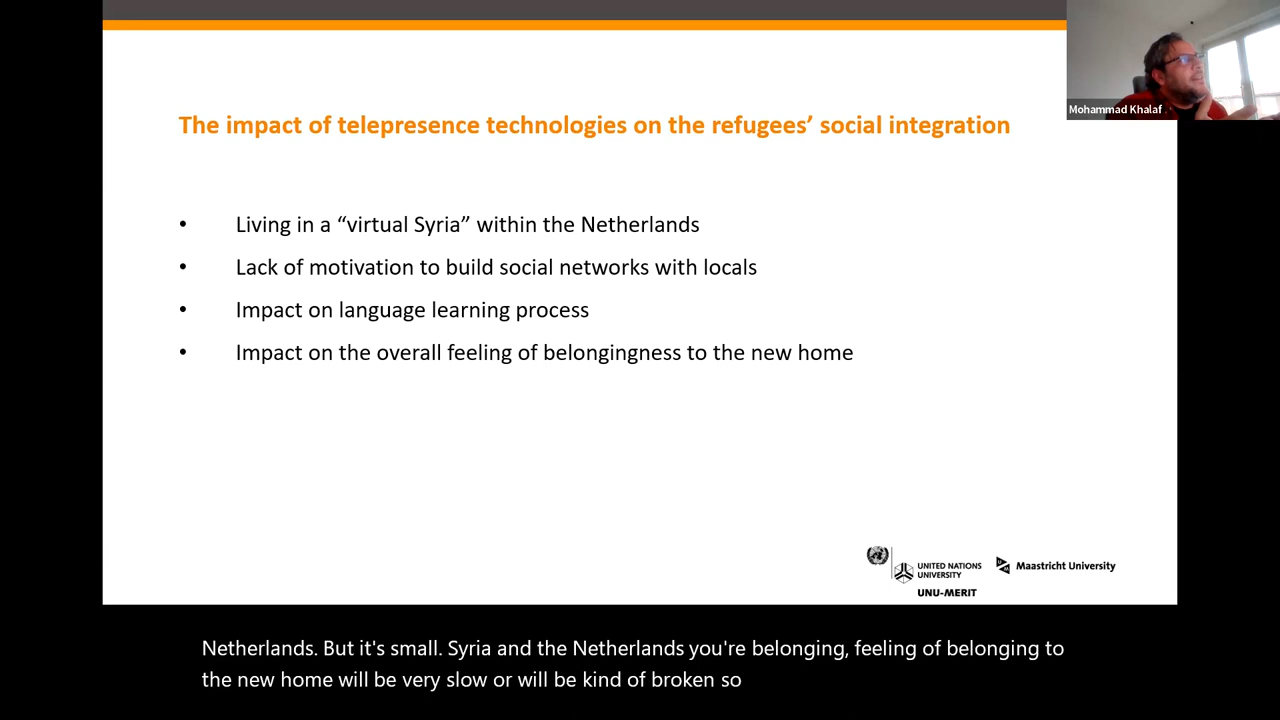 The impact of telepresence technologies on the refugees’ social integration
Mohammad Khalaf
• Living in a “virtual Syria” within the Netherlands
• Lack of motivation to build social networks with locals
• Impact on language learning process
• Impact on the overall feeling of belongingness to the new home
UNITED NATIONS
UNIVERSITY
UNU-MERIT
Maastricht University
Netherlands. But it's small. Syria and the Netherlands you're belonging, feeling of belonging to
the new home will be very slow or will be kind of broken so